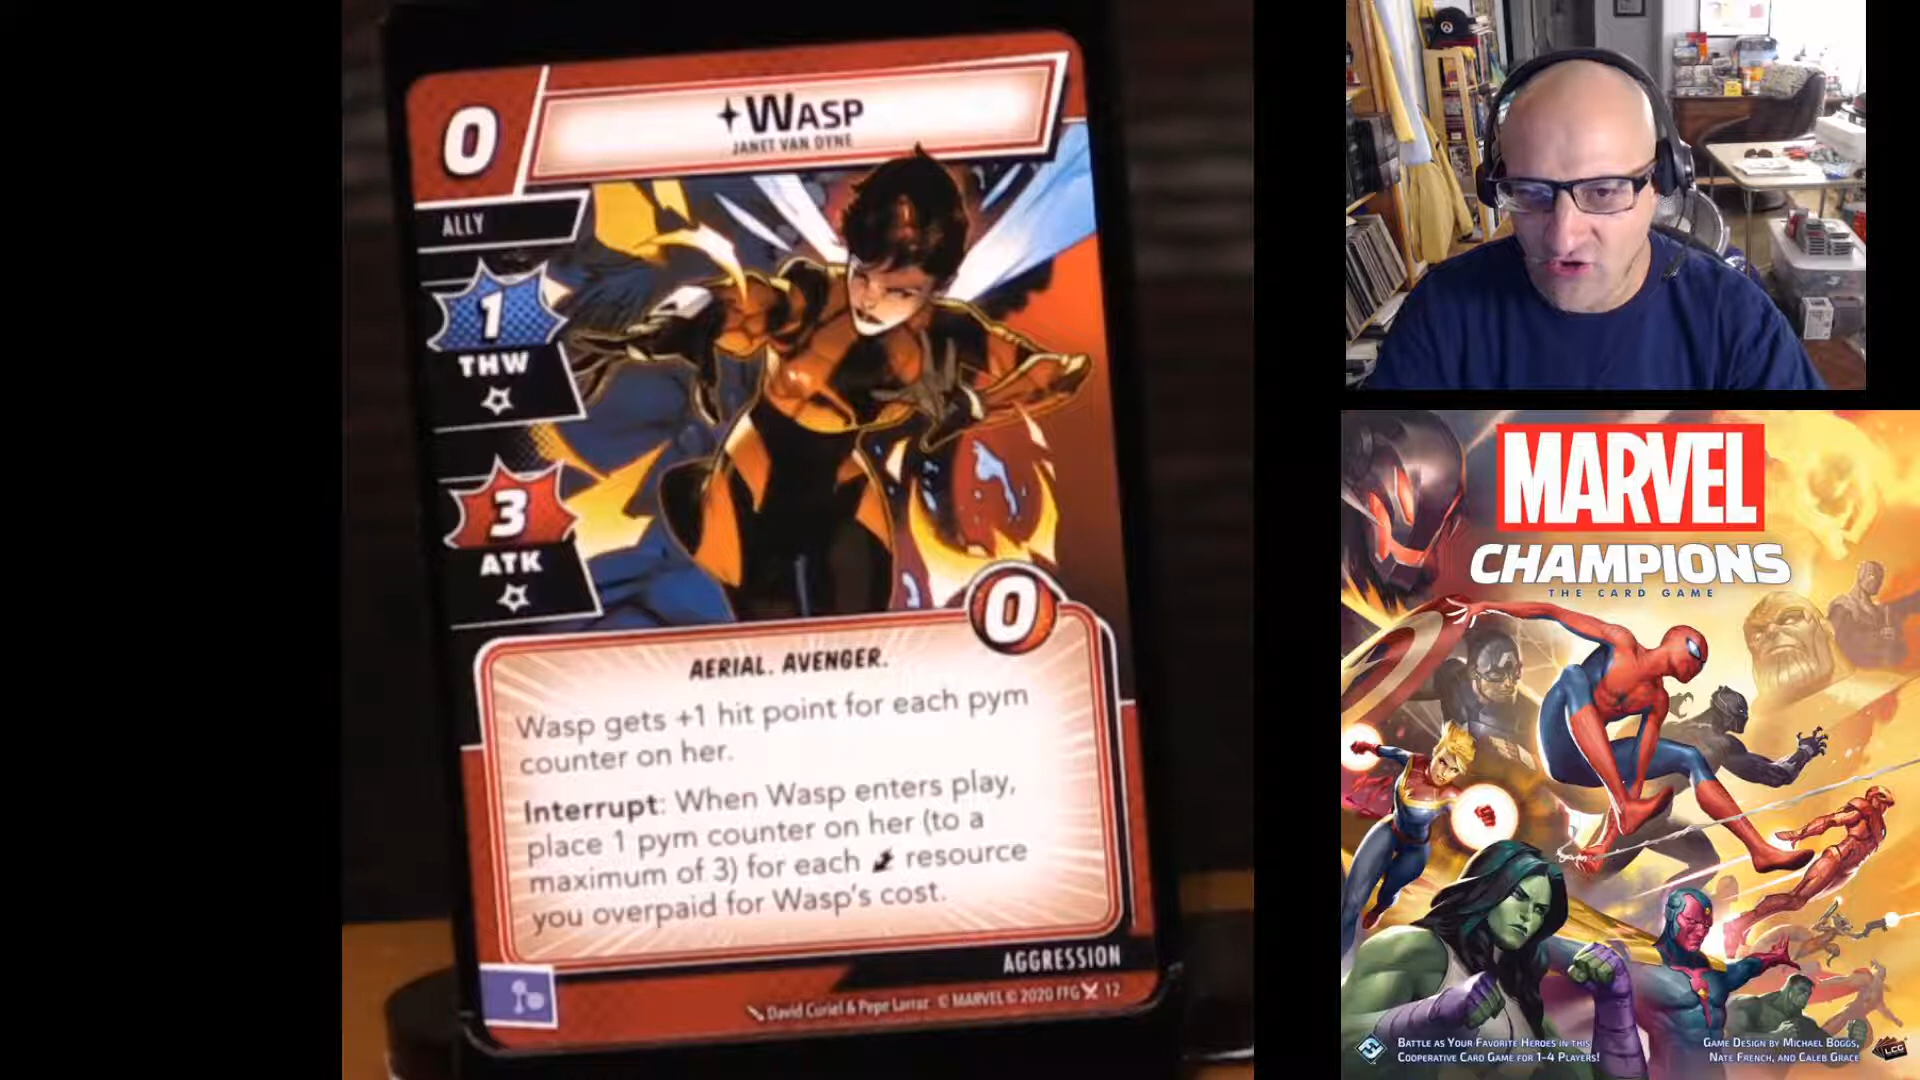 0
WASP
JANET VAN DYNE
ALLY
1
THW
3
ATK
0
AERIAL. AVENGER.
Wasp gets +1 hit point for each pym
counter on her.
Interrupt: When Wasp enters play,
place 1 pym counter on her (to a
maximum of 3) for each resource
you overpaid for Wasp's cost.
AGGRESSION
David Curiel & Pepe Larraz © MARVEL © 2020 FFG 12
MARVEL
CHAMPIONS
THE CARD GAME
BATTLE AS YOUR FAVORITE HEROES IN THIS
COOPERATIVE CARD GAME FOR 1-4 PLAYERS!
GAME DESIGN BY MICHAEL BOGGS,
NATE FRENCH, AND CALEB GRACE
LCG